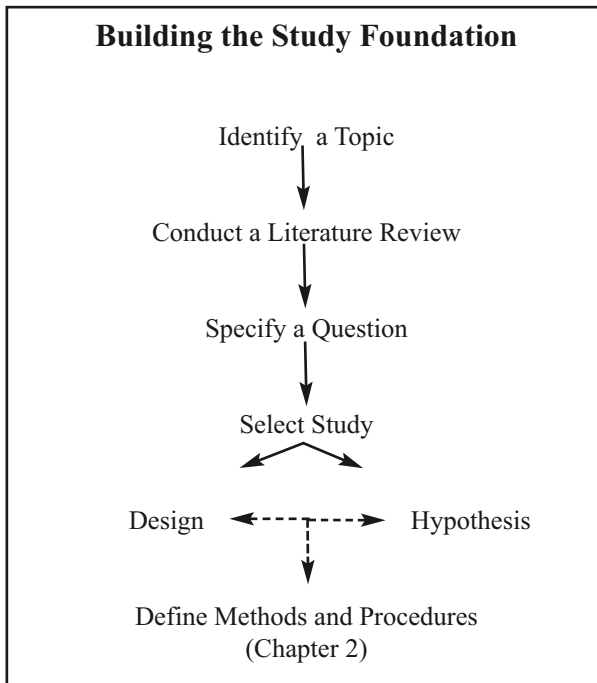 Building the Study Foundation
Identify a Topic
Conduct a Literature Review
Specify a Question
Select Study
Design
Hypothesis
Define Methods and Procedures
(Chapter 2)